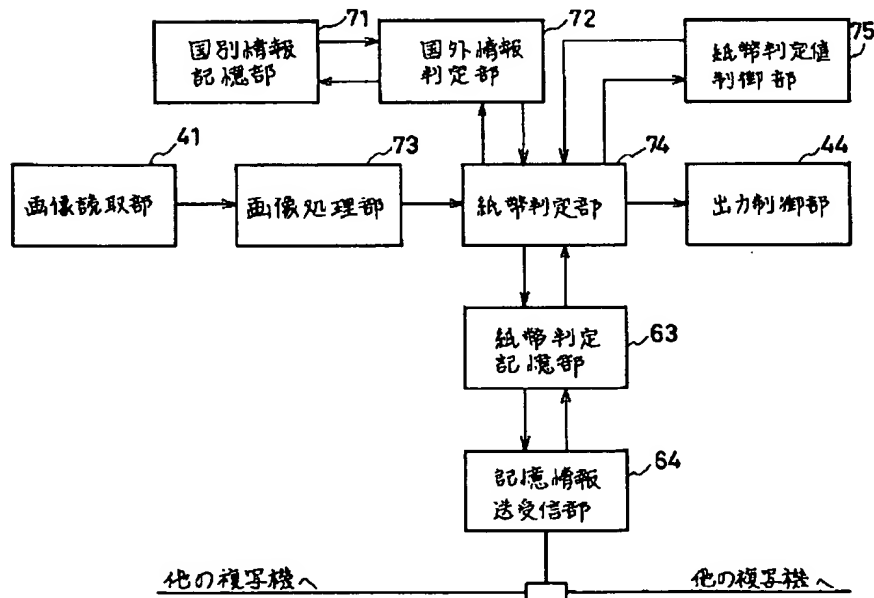 71
国別情報
記憶部
72
国外情報
判定部
75
紙幣判定値
制御部
41
画像読取部
73
画像処理部
74
紙幣判定部
44
出力制御部
63
紙幣判定
記憶部
64
記憶情報
送受信部
他の複写機へ
他の複写機へ